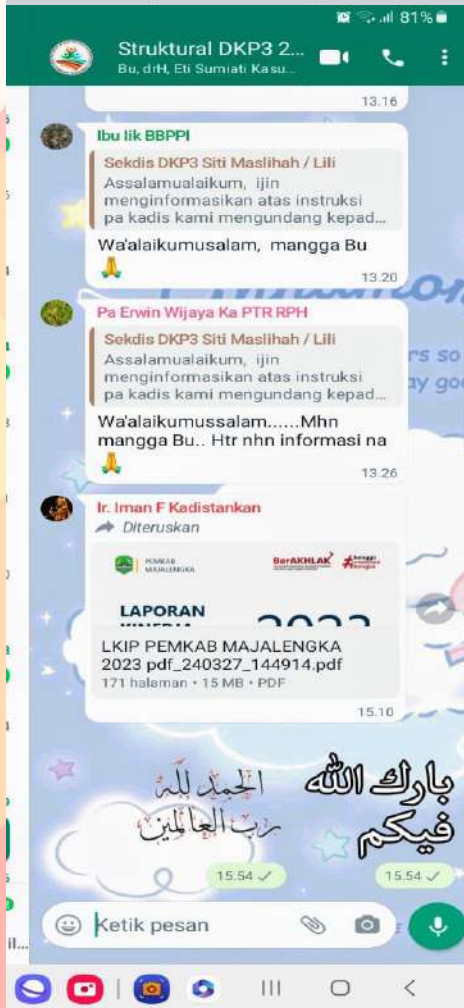 81%
Struktural DKP3 2...
Bu, drH, Eti Sumiati Kasu...
13.16
Ibu Iik BBPPI
Sekdis DKP3 Siti Maslihah / Lili
Assalamualaikum, ijin
menginformasikan atas instruksi
pa kadis kami mengundang kepad...
Wa'alaikumusalam, mangga Bu
🙏
13.20
Pa Erwin Wijaya Ka PTR RPH
Sekdis DKP3 Siti Maslihah / Lili
Assalamualaikum, ijin
menginformasikan atas instruksi
pa kadis kami mengundang kepad...
Wa'alaikumussalam......Mhn
mangga Bu.. Htr nhn informasi na
🙏
13.26
Ir. Iman F Kadistankan
Diteruskan
PEMKAB
MAJALENGKA
BerAKHLAK
LAPORAN
KINERJA
2023
LKIP PEMKAB MAJALENGKA
2023 pdf_240327_144914.pdf
171 halaman • 15 MB • PDF
15.10
الحمد لله
رب العالمين
15.54
بارك الله
فيكم
15.54
Ketik pesan
il...